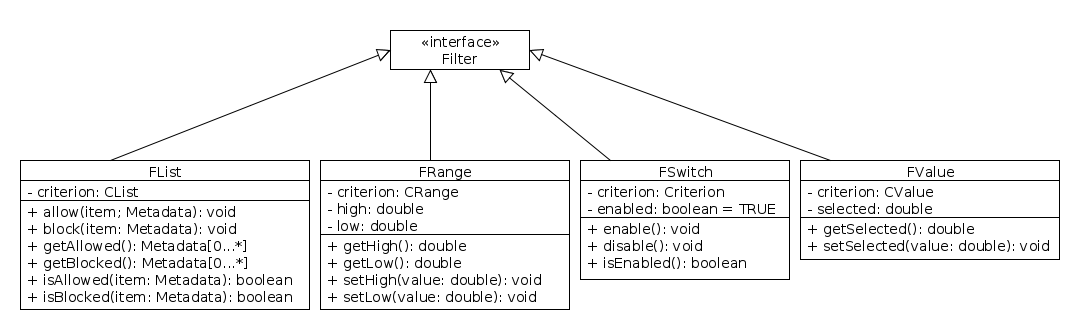 «interface»
Filter
FList
- criterion: CList
+ allow(item; Metadata): void
+ block(item: Metadata): void
+ getAllowed(): Metadata[0...*]
+ getBlocked(): Metadata[0...*]
+ isAllowed(item: Metadata): boolean
+ isBlocked(item: Metadata): boolean
FRange
- criterion: CRange
- high: double
- low: double
+ getHigh(): double
+ getLow(): double
+ setHigh(value: double): void
+ setLow(value: double): void
FSwitch
- criterion: Criterion
- enabled: boolean = TRUE
+ enable(): void
+ disable(): void
+ isEnabled(): boolean
FValue
- criterion: CValue
- selected: double
+ getSelected(): double
+ setSelected(value: double): void